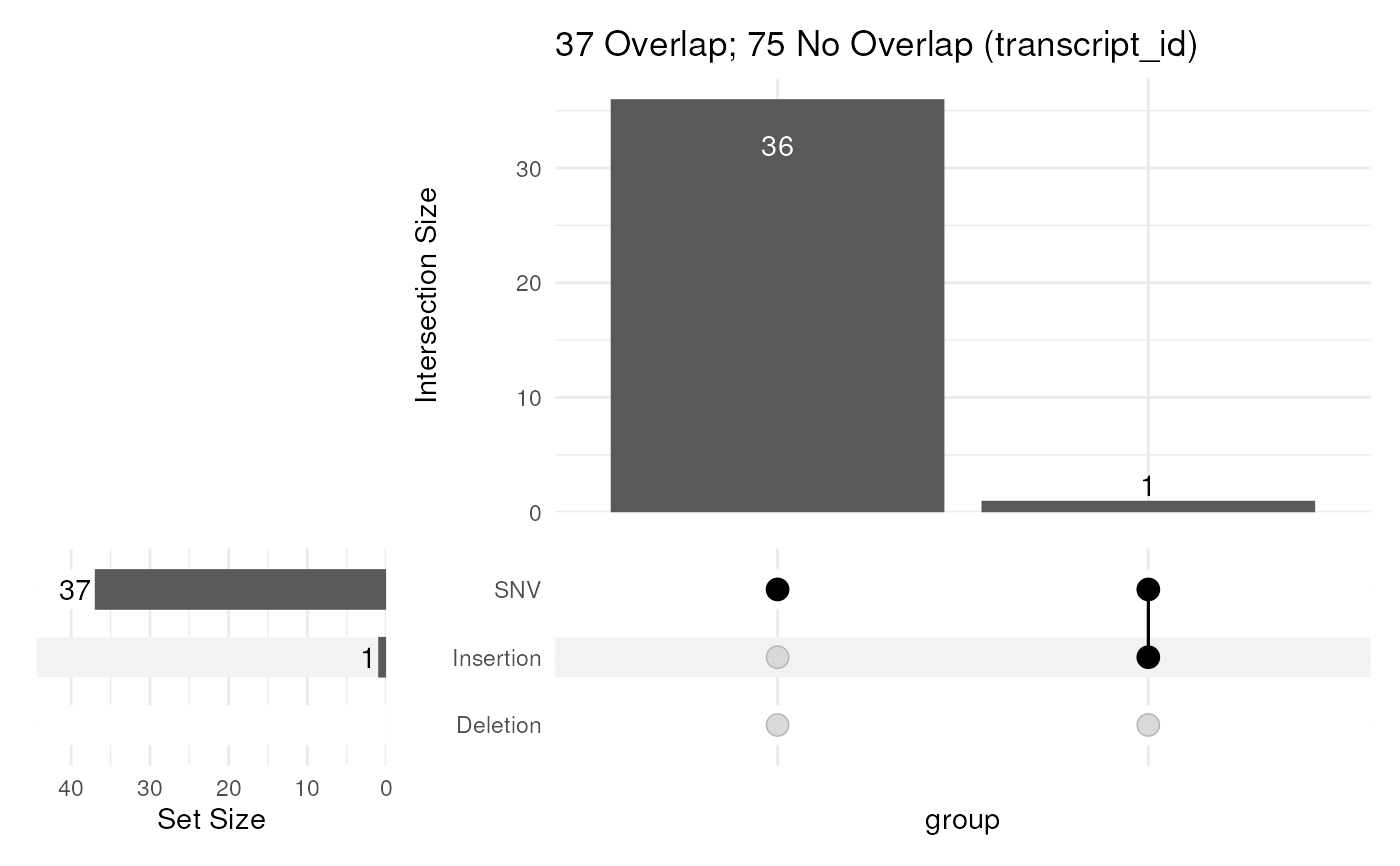 37 Overlap; 75 No Overlap (transcript_id)
Intersection Size
30
20
10
0
36
1
37
1
SNV
Insertion
Deletion
40 30 20 10 0
Set Size
group